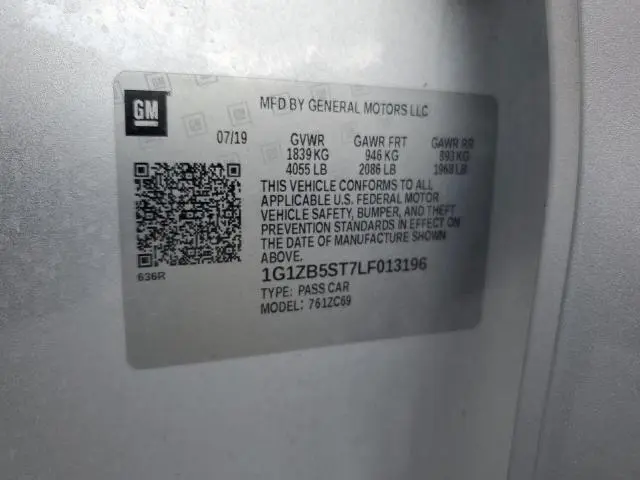 GM
MFD BY GENERAL MOTORS LLC
07/19 GVWR GAWR FRT GAWR RR
1839 KG 946 KG 893 KG
4055 LB 2086 LB 1968 LB
THIS VEHICLE CONFORMS TO ALL
APPLICABLE U.S. FEDERAL MOTOR
VEHICLE SAFETY, BUMPER, AND THEFT
PREVENTION STANDARDS IN EFFECT ON
THE DATE OF MANUFACTURE SHOWN
ABOVE.
636R
1G1ZB5ST7LF013196
TYPE: PASS CAR
MODEL: 761ZC69